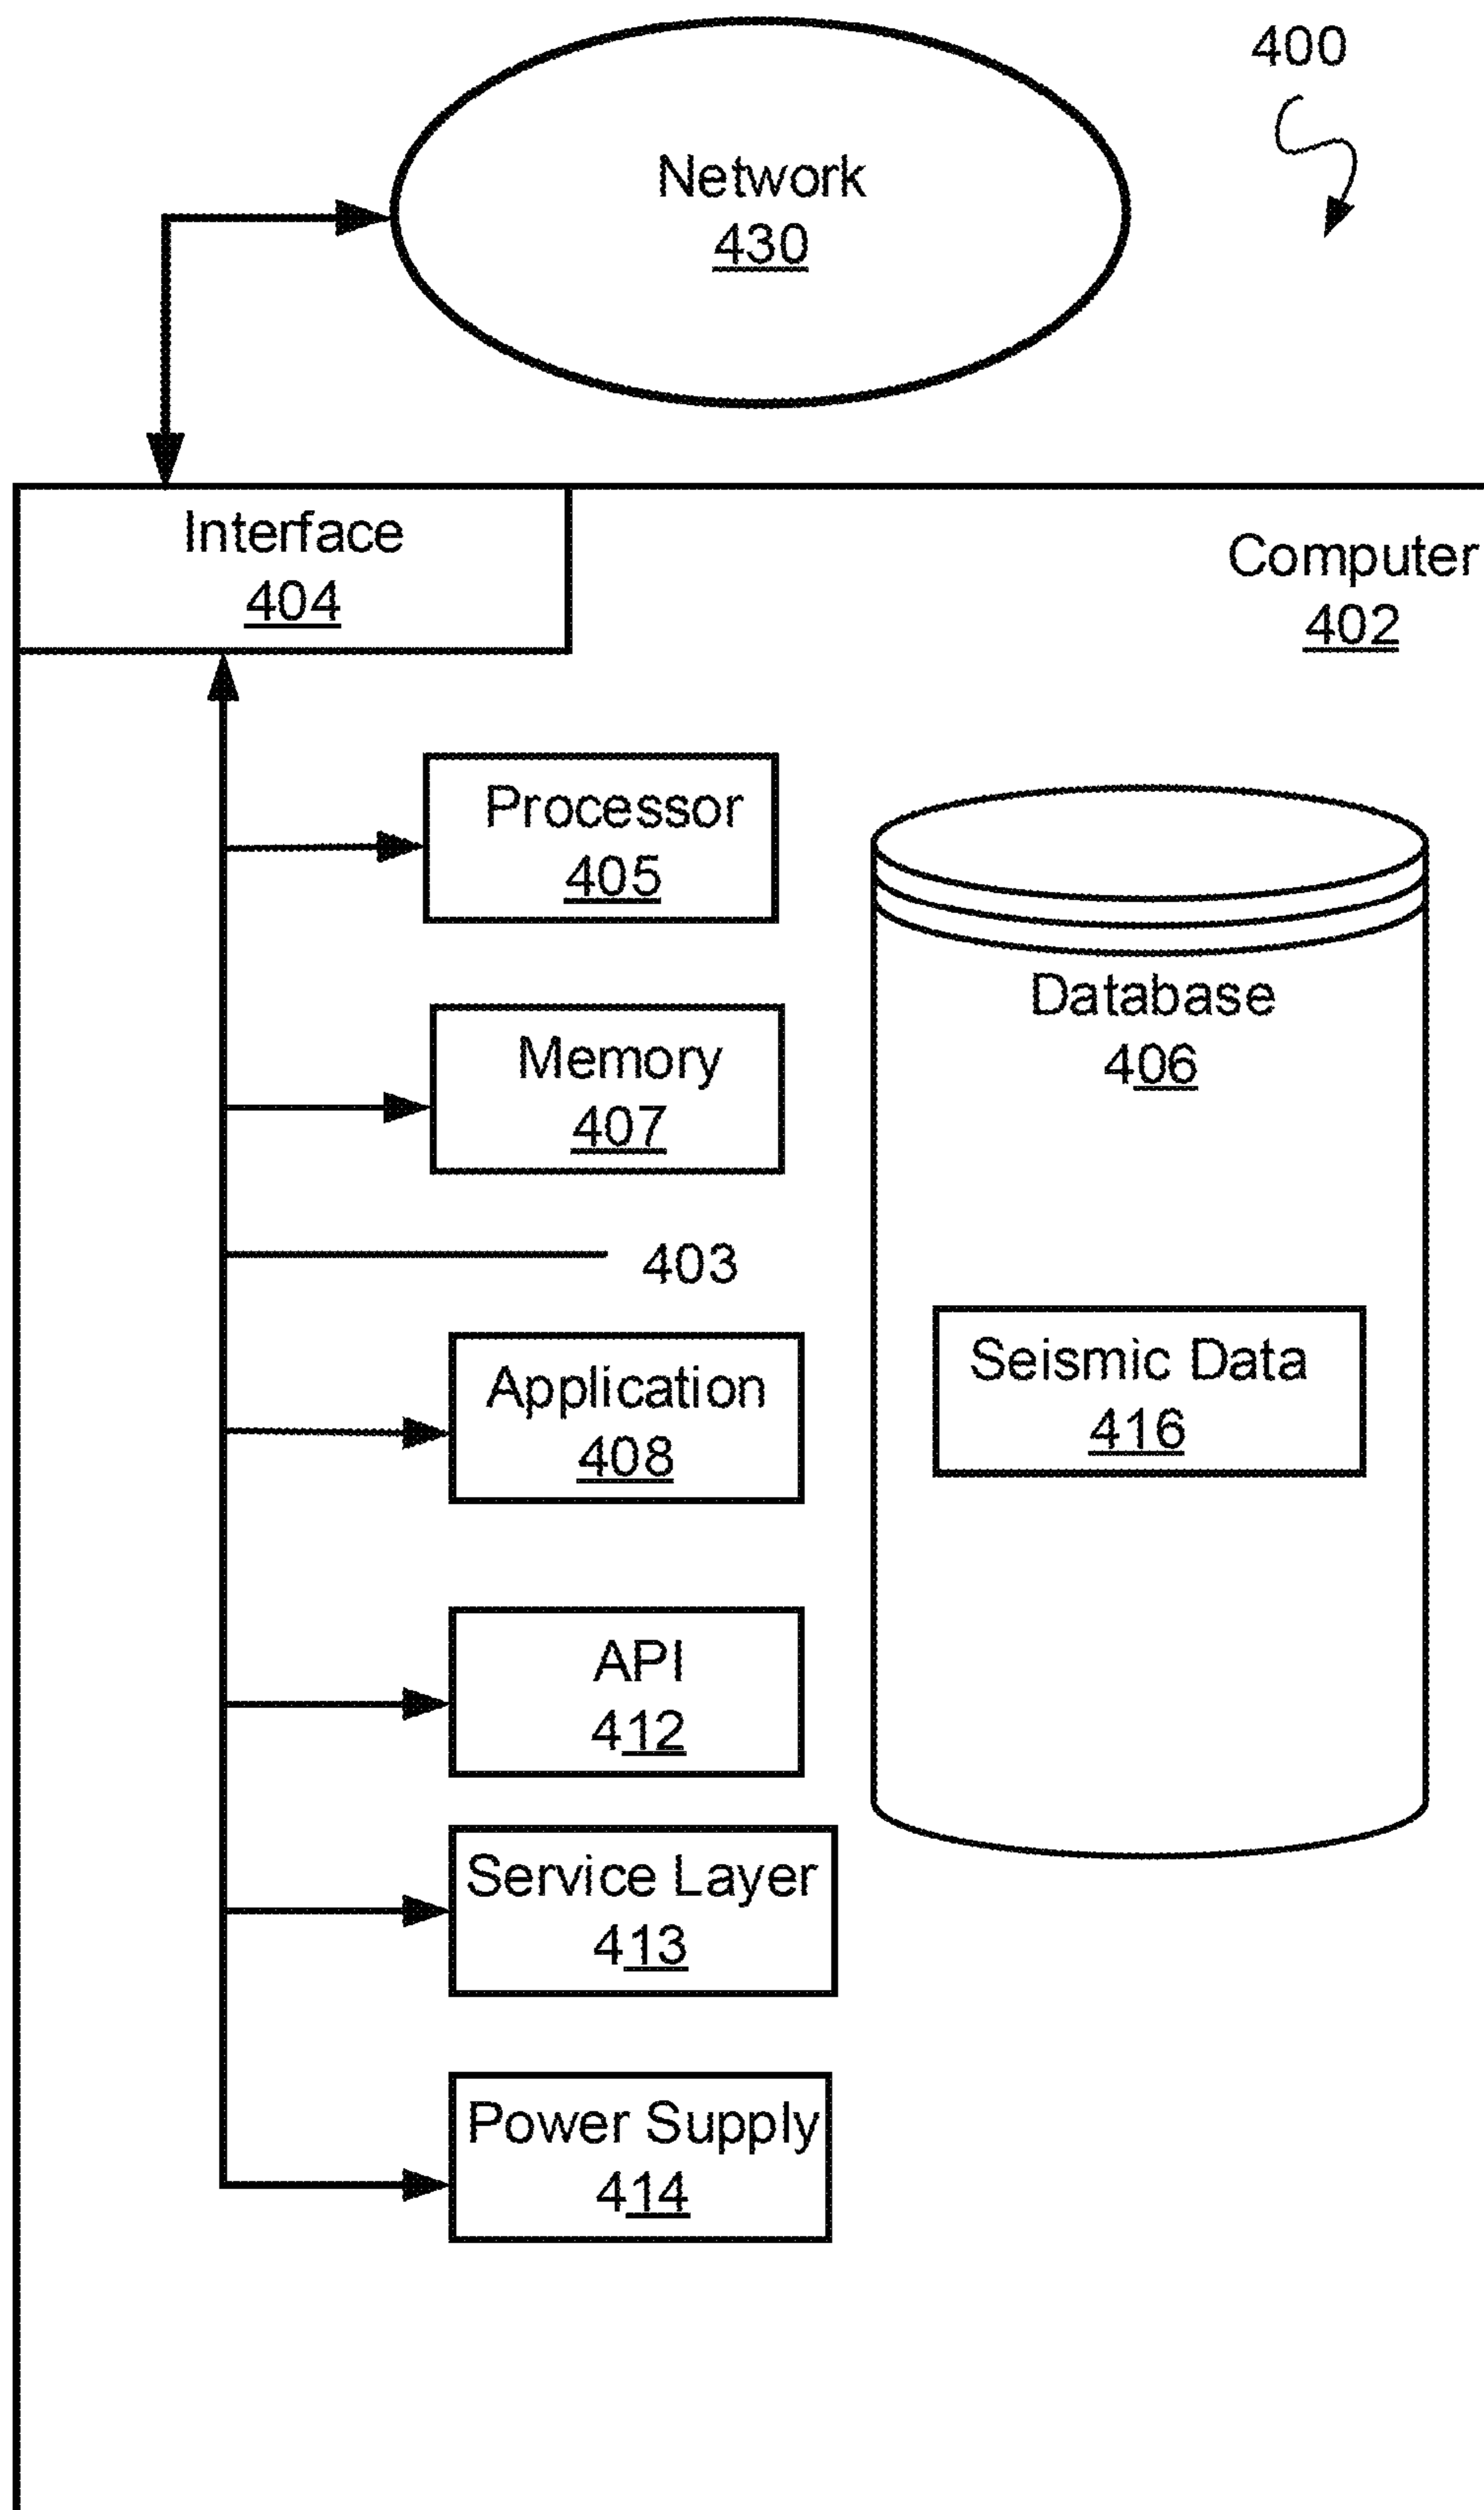 400
Network
430
Interface
404
Computer
402
Processor
405
Database
406
Memory
407
403
Seismic Data
416
Application
408
API
412
Service Layer
413
Power Supply
414